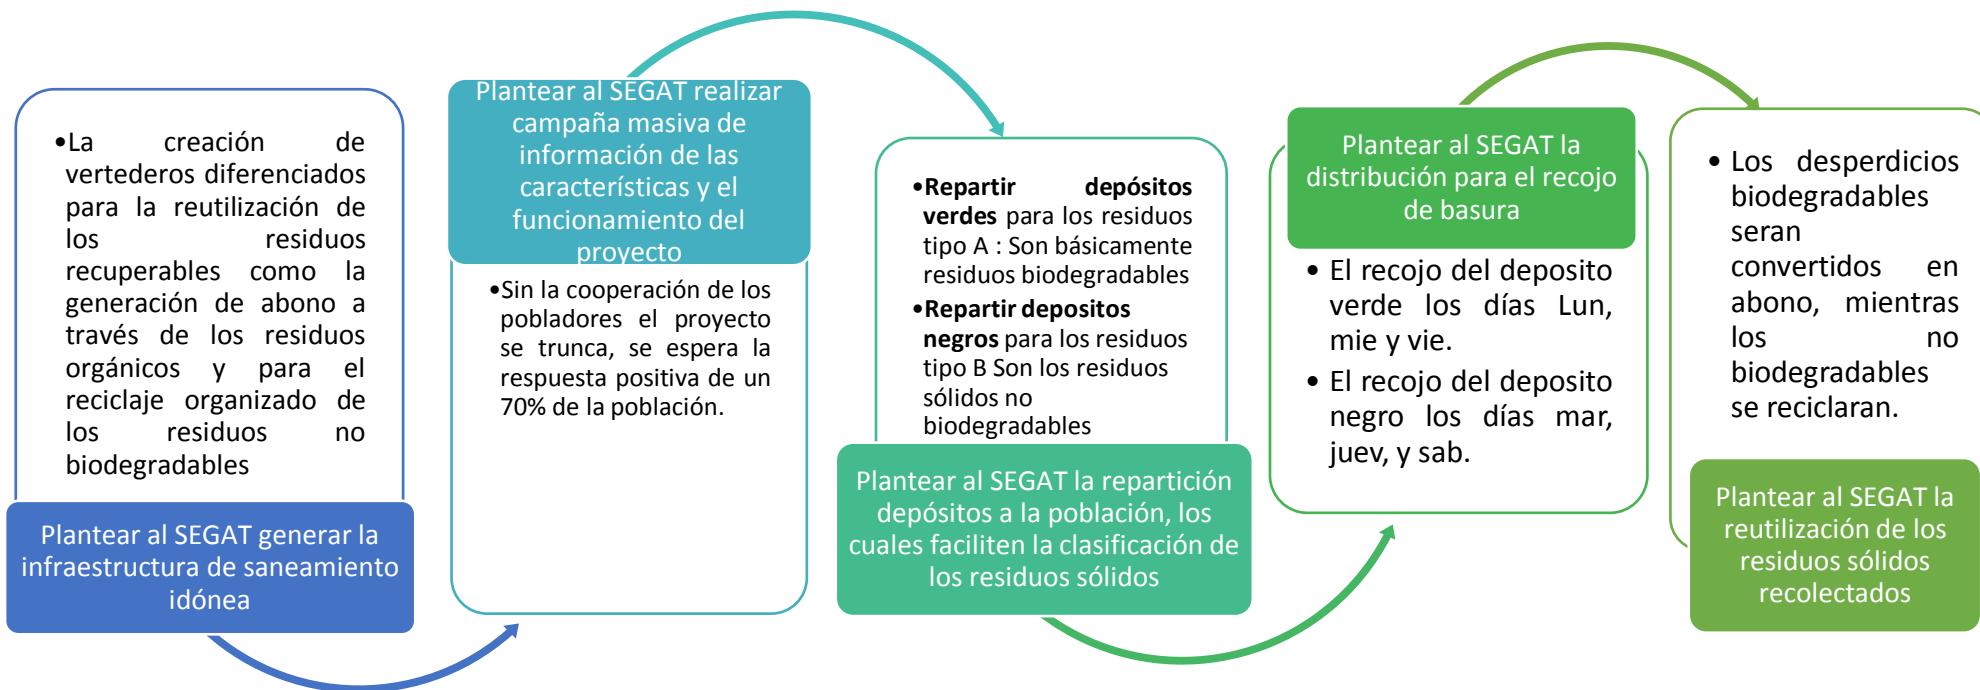 •La creación de
vertederos diferenciados
para la reutilización de
los residuos
recuperables como la
generación de abono a
través de los residuos
orgánicos y para el
reciclaje organizado de
los residuos no
biodegradables
Plantear al SEGAT generar la
infraestructura de saneamiento
idónea
Plantear al SEGAT realizar
campaña masiva de
información de las
características y el
funcionamiento del
proyecto
•Sin la cooperación de los
pobladores el proyecto
se trunca, se espera la
respuesta positiva de un
70% de la población.
•Repartir depósitos
verdes para los residuos
tipo A : Son básicamente
residuos biodegradables
•Repartir depositos
negros para los residuos
tipo B Son los residuos
sólidos no
biodegradables
Plantear al SEGAT la repartición
depósitos a la población, los
cuales faciliten la clasificación de
los residuos sólidos
Plantear al SEGAT la
distribución para el recojo
de basura
• El recojo del deposito
verde los días Lun,
mie y vie.
• El recojo del deposito
negro los días mar,
juev, y sab.
• Los desperdicios
biodegradables
seran
convertidos en
abono, mientras
los no
biodegradables
se reciclaran.
Plantear al SEGAT la
reutilización de los
residuos sólidos
recolectados